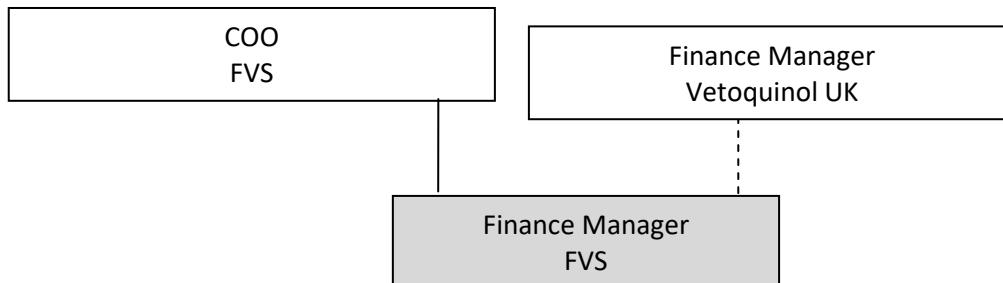 COO
FVS
Finance Manager
Vetoquinol UK
Finance Manager
FVS